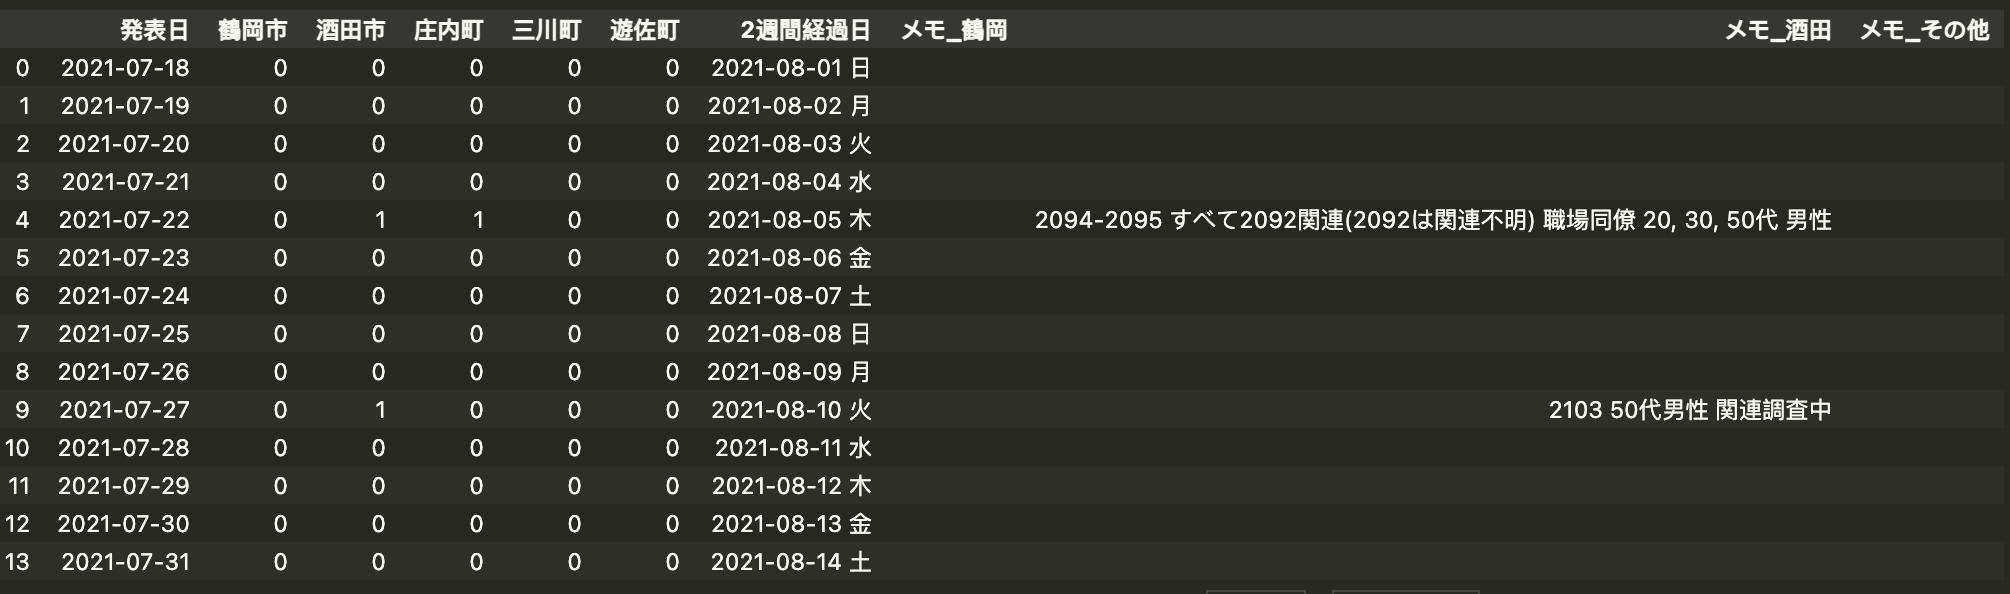 発表日 鶴岡市 酒田市 庄内町 三川町 遊佐町 2週間経過日 メモ_鶴岡 メモ_酒田 メモ_その他
0 2021-07-18 0 0 0 0 0 2021-08-01 日
1 2021-07-19 0 0 0 0 0 2021-08-02 月
2 2021-07-20 0 0 0 0 0 2021-08-03 火
3 2021-07-21 0 0 0 0 0 2021-08-04 水
4 2021-07-22 0 1 1 0 0 2021-08-05 木 2094-2095 すべて2092関連(2092は関連不明) 職場同僚 20, 30, 50代 男性
5 2021-07-23 0 0 0 0 0 2021-08-06 金
6 2021-07-24 0 0 0 0 0 2021-08-07 土
7 2021-07-25 0 0 0 0 0 2021-08-08 日
8 2021-07-26 0 0 0 0 0 2021-08-09 月
9 2021-07-27 0 1 0 0 0 2021-08-10 火 2103 50代男性 関連調査中
10 2021-07-28 0 0 0 0 0 2021-08-11 水
11 2021-07-29 0 0 0 0 0 2021-08-12 木
12 2021-07-30 0 0 0 0 0 2021-08-13 金
13 2021-07-31 0 0 0 0 0 2021-08-14 土